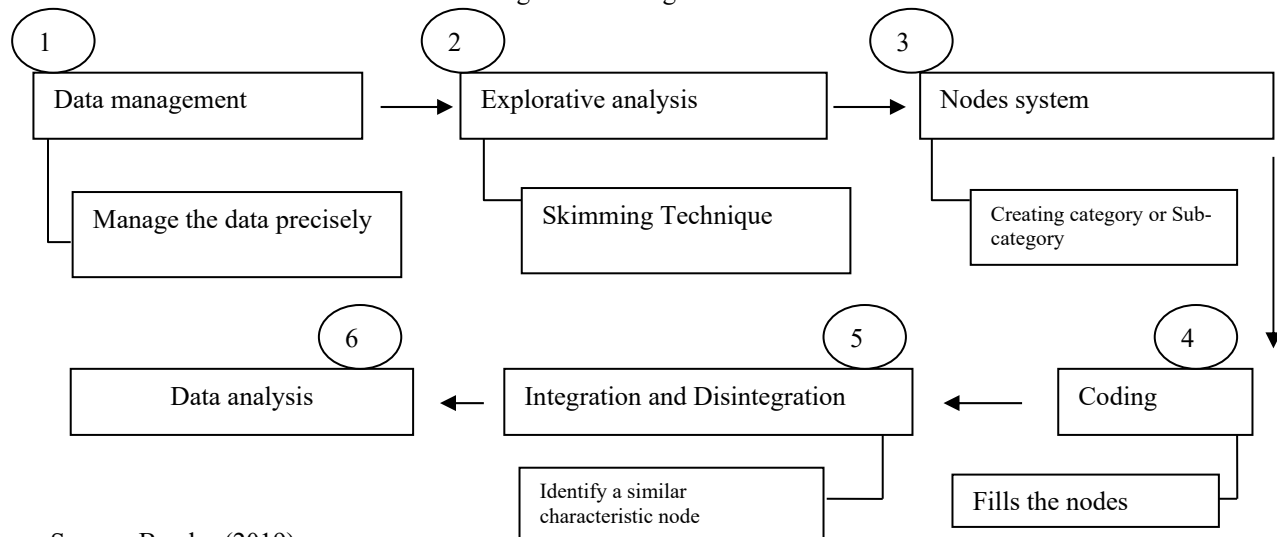 1
2
3
Data management
Explorative analysis
Nodes system
Manage the data precisely
Skimming Technique
Creating category or Sub-
category
6
5
4
Data analysis
Integration and Disintegration
Coding
Identify a similar
characteristic node
Fills the nodes